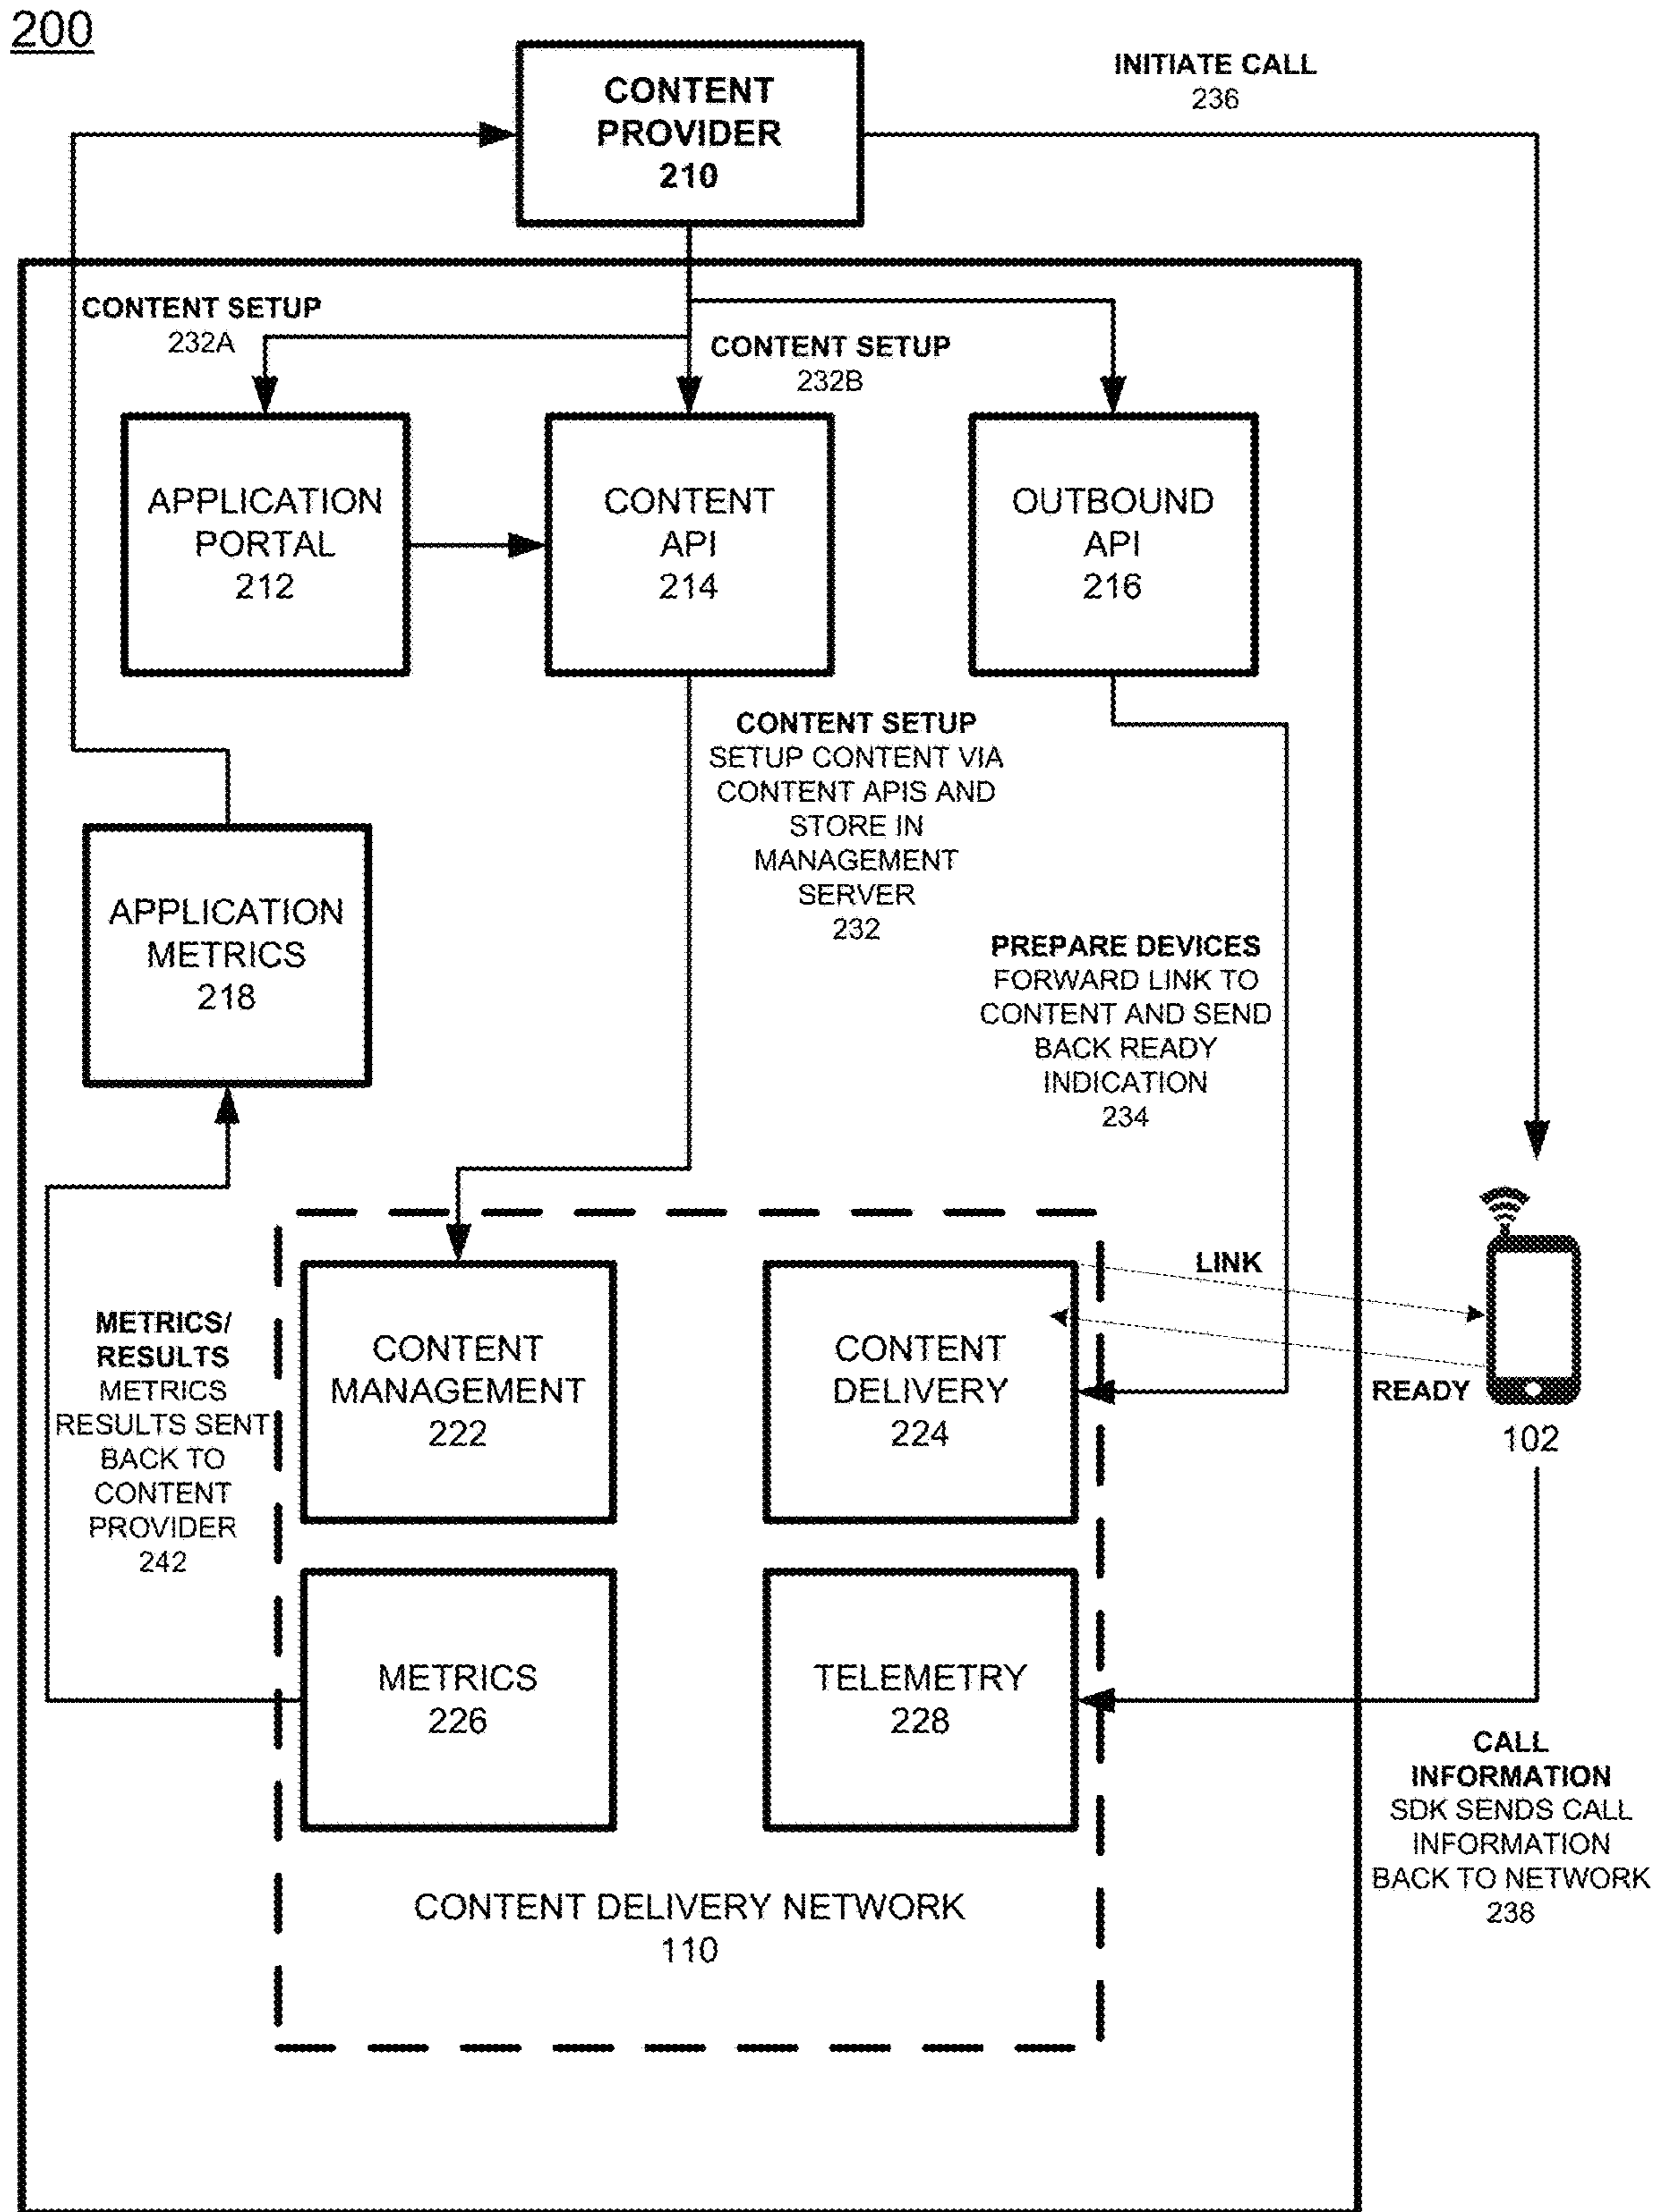 200
CONTENT
PROVIDER
210
INITIATE CALL
236
CONTENT SETUP
232A
CONTENT SETUP
232B
APPLICATION
PORTAL
212
CONTENT
API
214
OUTBOUND
API
216
CONTENT SETUP
SETUP CONTENT VIA
CONTENT APIS AND
STORE IN
MANAGEMENT
SERVER
232
APPLICATION
METRICS
218
PREPARE DEVICES
FORWARD LINK TO
CONTENT AND SEND
BACK READY
INDICATION
234
LINK
READY
102
METRICS/
RESULTS
METRICS
RESULTS SENT
BACK TO
CONTENT
PROVIDER
242
CONTENT
MANAGEMENT
222
CONTENT
DELIVERY
224
METRICS
226
TELEMETRY
228
CALL
INFORMATION
SDK SENDS CALL
INFORMATION
BACK TO NETWORK
238
CONTENT DELIVERY NETWORK
110